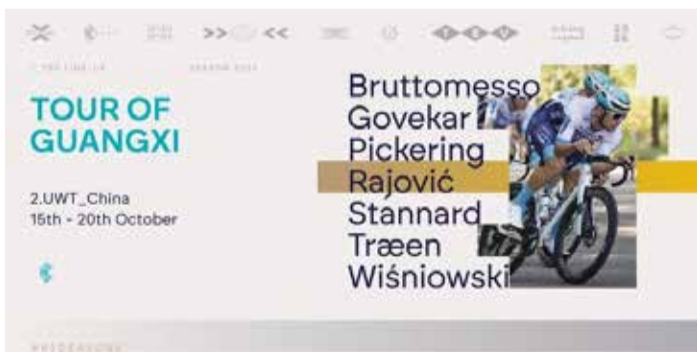 TOUR OF
GUANGXI
2.UWT_China
15th - 20th October
Bruttomesso
Govekar
Pickering
Rajović
Stannard
Træen
Wiśniowski